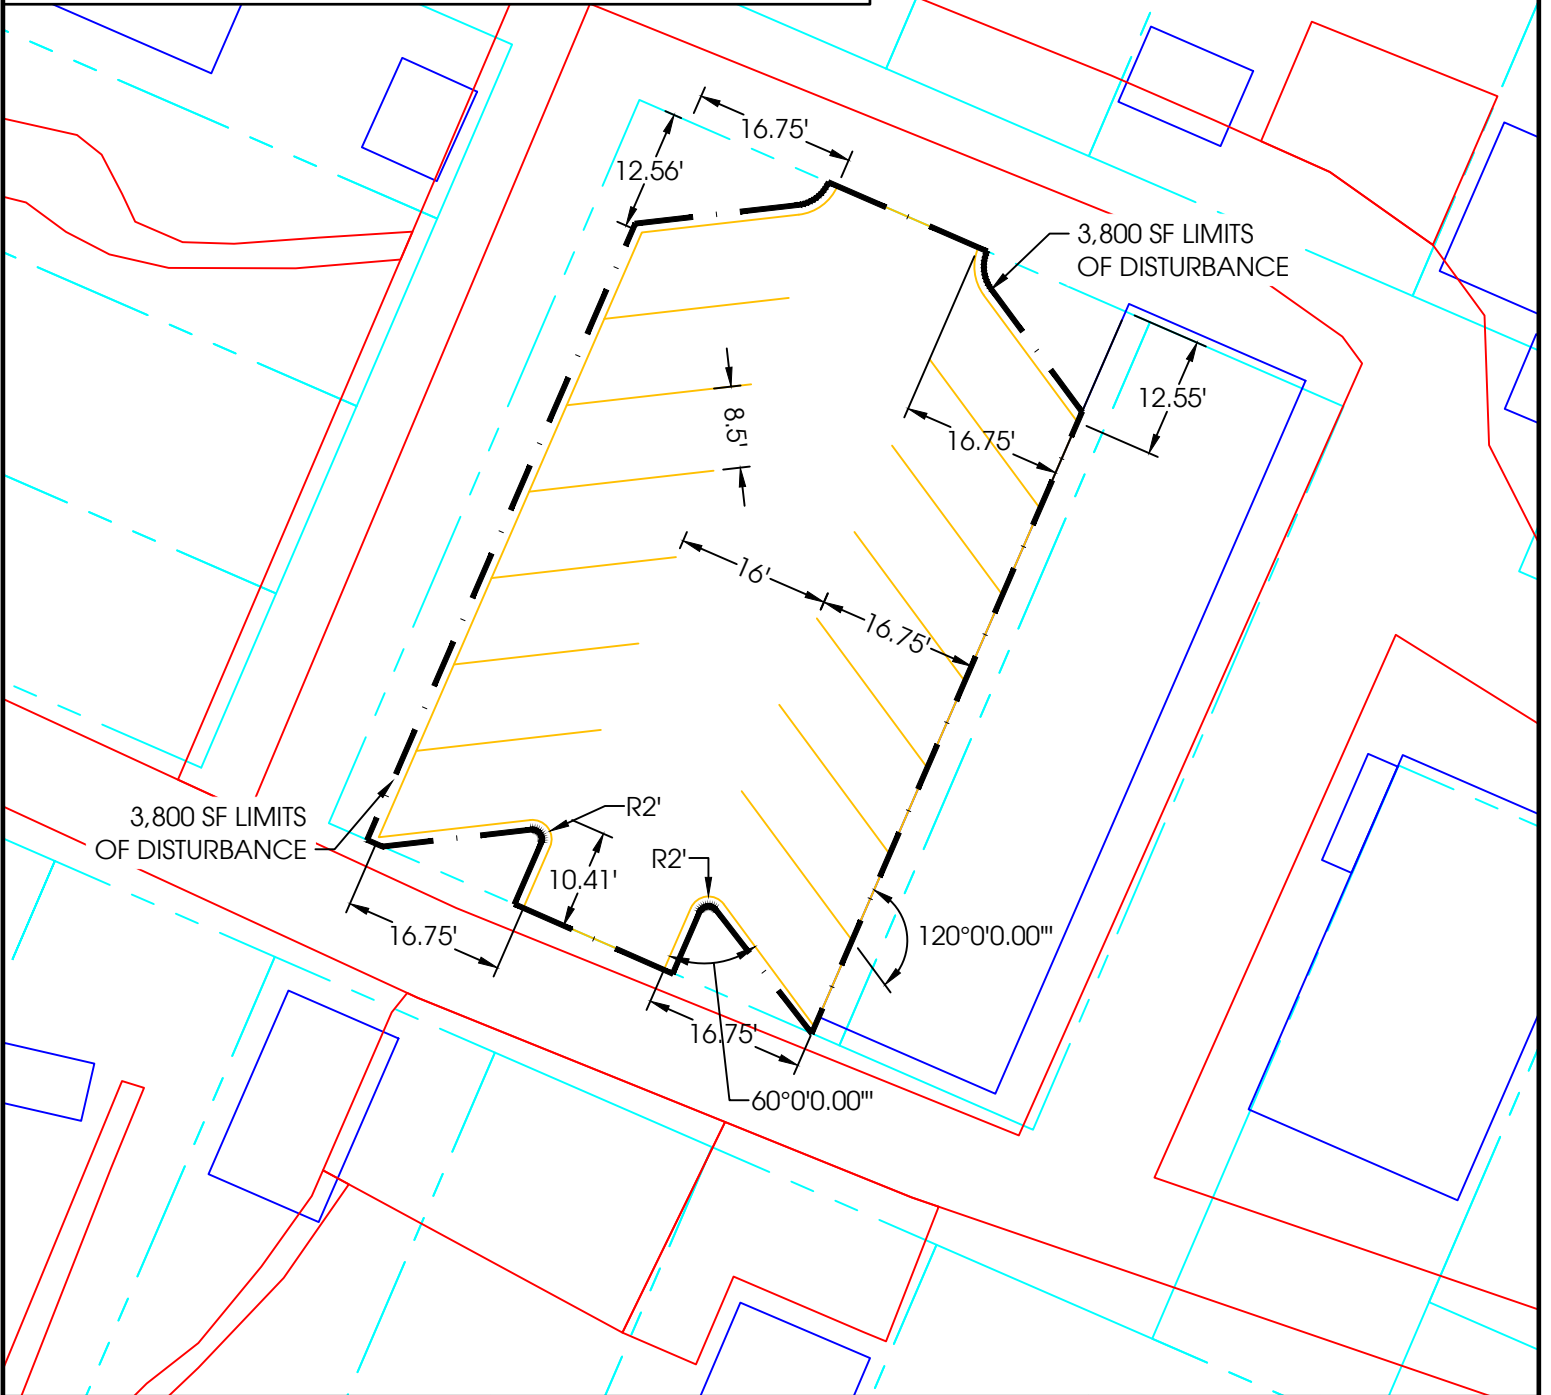 16.75'
12.56'
3,800 SF LIMITS
OF DISTURBANCE
12.55'
8.5'
16.75'
16'
16.75'
3,800 SF LIMITS
OF DISTURBANCE
R2'
R2'
10.41'
16.75'
120°0'0.00"'
16.75'
60°0'0.00"'